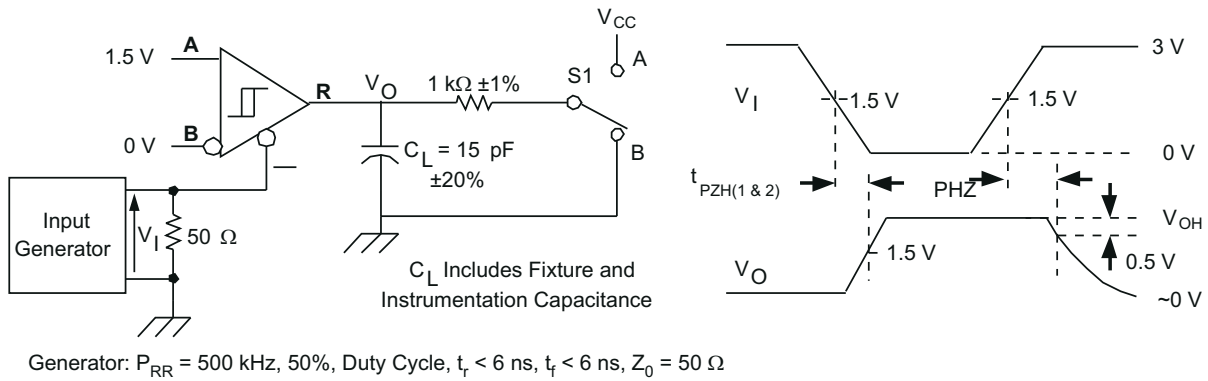 V_CC
A
1.5 V
A
S1
3 V
R
V_O
1 kΩ ±1%
V_I
1.5 V
1.5 V
B
0 V
C_L = 15 pF
±20%
B
0 V
t_PZH(1 & 2)
PHZ
Input
Generator
V_I
50 Ω
V_OH
C_L Includes Fixture and
Instrumentation Capacitance
V_O
1.5 V
0.5 V
~0 V
Generator: P_RR = 500 kHz, 50%, Duty Cycle, t_r < 6 ns, t_f < 6 ns, Z_0 = 50 Ω